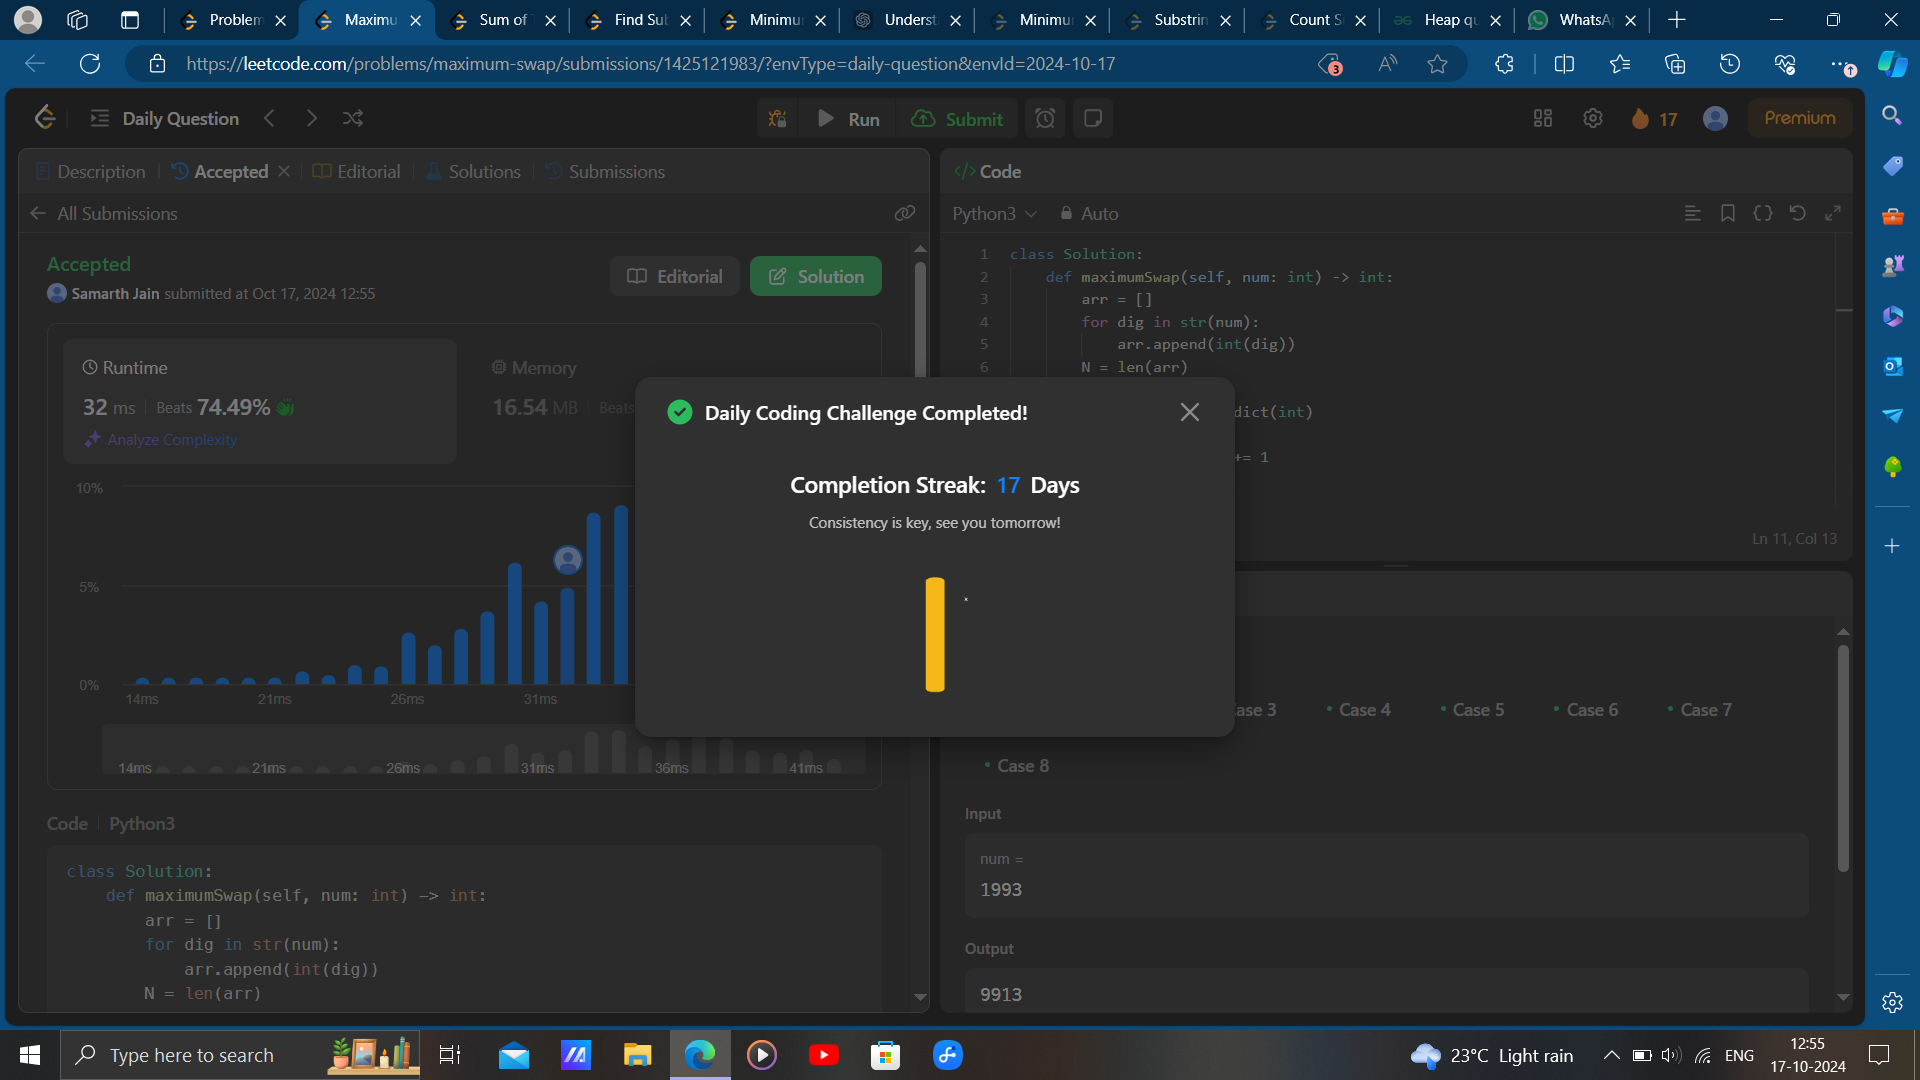 Problem
Maximu
Sum of
Find Sub
Minimu
Underst
Minimu
Substrin
Count S
Heap qu
WhatsA
https://leetcode.com/problems/maximum-swap/submissions/1425121983/?envType=daily-question&envId=2024-10-17
3
Daily Question
Run
Submit
17
Premium
Description
Accepted
Editorial
Solutions
Submissions
All Submissions
Accepted
Samarth Jain submitted at Oct 17, 2024 12:55
Editorial
Solution
Runtime
32 ms
Beats 74.49%
Analyze Complexity
Memory
16.54 MB
Beats
10%
5%
0%
14ms
21ms
26ms
31ms
14ms
21ms
26ms
31ms
36ms
41ms
Code
Python3
class Solution:
def maximumSwap(self, num: int) -> int:
arr = []
for dig in str(num):
arr.append(int(dig))
N = len(arr)
Daily Coding Challenge Completed!
Completion Streak: 17 Days
Consistency is key, see you tomorrow!
</> Code
Python3
Auto
1 class Solution:
2 def maximumSwap(self, num: int) -> int:
3 arr = []
4 for dig in str(num):
5 arr.append(int(dig))
6 N = len(arr)
dict(int)
+= 1
Ln 11, Col 13
ase 3
Case 4
Case 5
Case 6
Case 7
Case 8
Input
num =
1993
Output
9913
Type here to search
23°C Light rain
ENG
12:55
17-10-2024